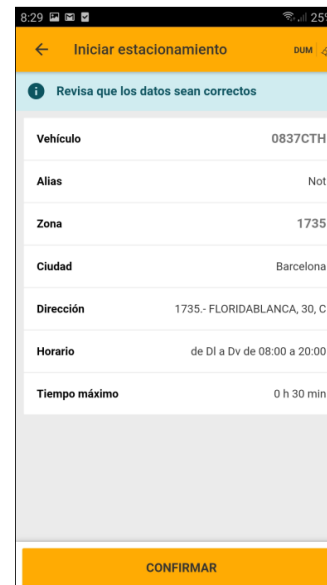 8:29 25%
Iniciar estacionamiento DUM
Revisa que los datos sean correctos
Vehículo 0837CTH
Alias Not
Zona 1735
Ciudad Barcelona
Dirección 1735.- FLORIDABLANCA, 30, C
Horario de Dl a Dv de 08:00 a 20:00
Tiempo máximo 0 h 30 min
CONFIRMAR